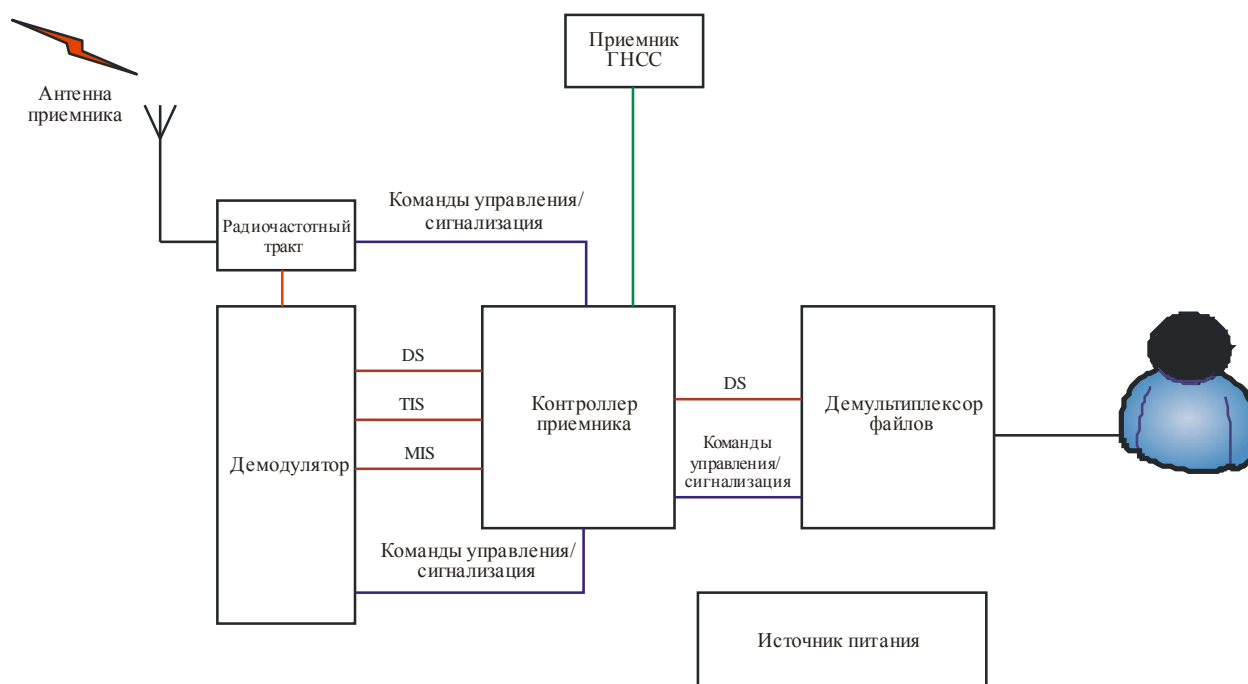 Приемник
ГНСС
Антенна
приемника
Команды управления/
сигнализация
Радиочастотный
тракт
DS
TIS
MIS
Демодулятор
Контроллер
приемника
DS
Команды
управления/
сигнализация
Демультиплексор
файлов
Команды управления/
сигнализация
Источник питания